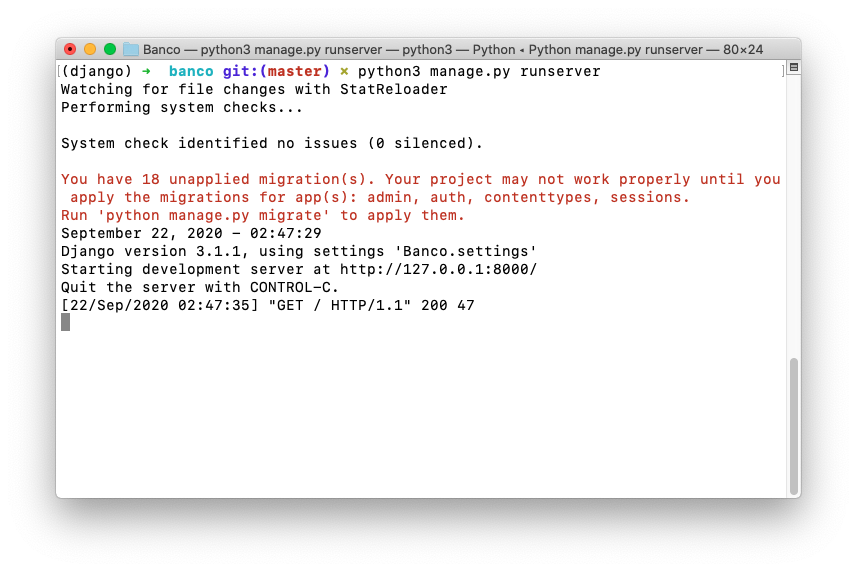 Banco — python3 manage.py runserver — python3 — Python ◂ Python manage.py runserver — 80×24
[(django) ➜  banco git:(master) ✗ python3 manage.py runserver ]
Watching for file changes with StatReloader
Performing system checks...
System check identified no issues (0 silenced).
You have 18 unapplied migration(s). Your project may not work properly until you
apply the migrations for app(s): admin, auth, contenttypes, sessions.
Run 'python manage.py migrate' to apply them.
September 22, 2020 - 02:47:29
Django version 3.1.1, using settings 'Banco.settings'
Starting development server at http://127.0.0.1:8000/
Quit the server with CONTROL-C.
[22/Sep/2020 02:47:35] "GET / HTTP/1.1" 200 47